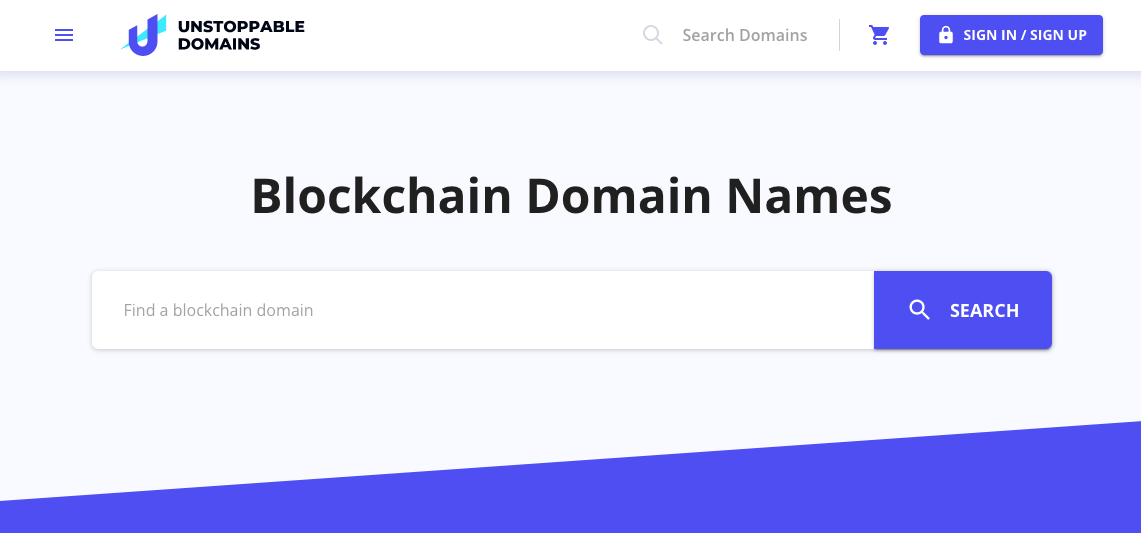 UNSTOPPABLE
DOMAINS
Search Domains
SIGN IN / SIGN UP
Blockchain Domain Names
Find a blockchain domain
SEARCH